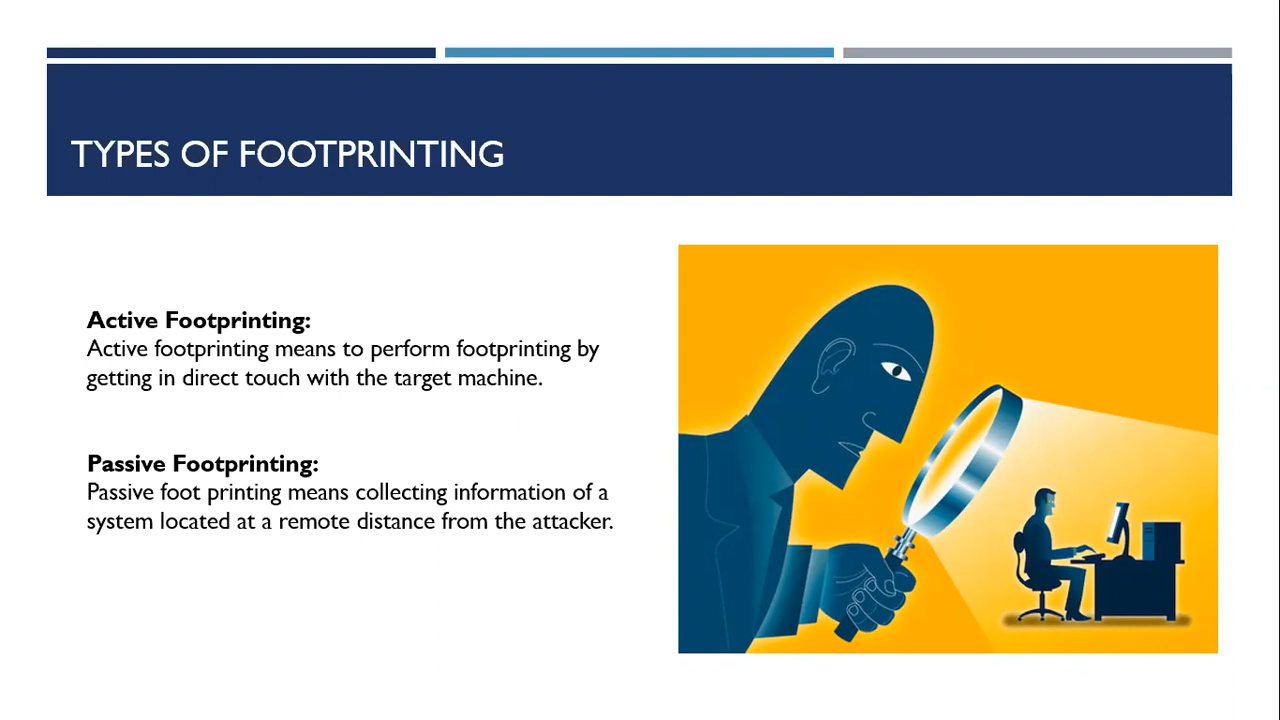 TYPES OF FOOTPRINTING
Active Footprinting:
Active footprinting means to perform footprinting by
getting in direct touch with the target machine.
Passive Footprinting:
Passive foot printing means collecting information of a
system located at a remote distance from the attacker.